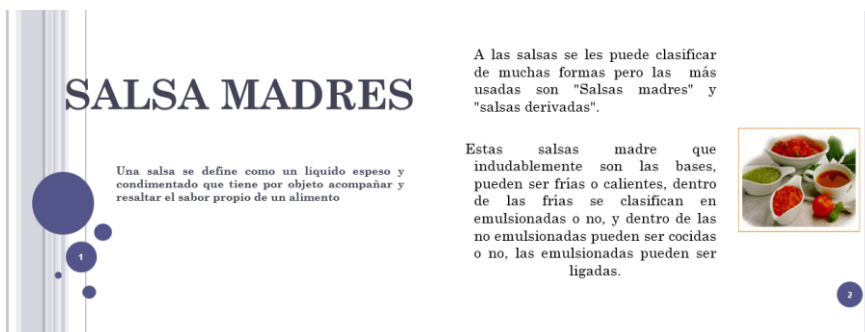 SALSA MADRES
Una salsa se define como un líquido espeso y
condimentado que tiene por objeto acompañar y
resaltar el sabor propio de un alimento
1
A las salsas se les puede clasificar
de muchas formas pero las más
usadas son "Salsas madres" y
"salsas derivadas".
Estas salsas madre que
indudablemente son las bases,
pueden ser frías o calientes, dentro
de las frías se clasifican en
emulsionadas o no, y dentro de las
no emulsionadas pueden ser cocidas
o no, las emulsionadas pueden ser
ligadas.
2